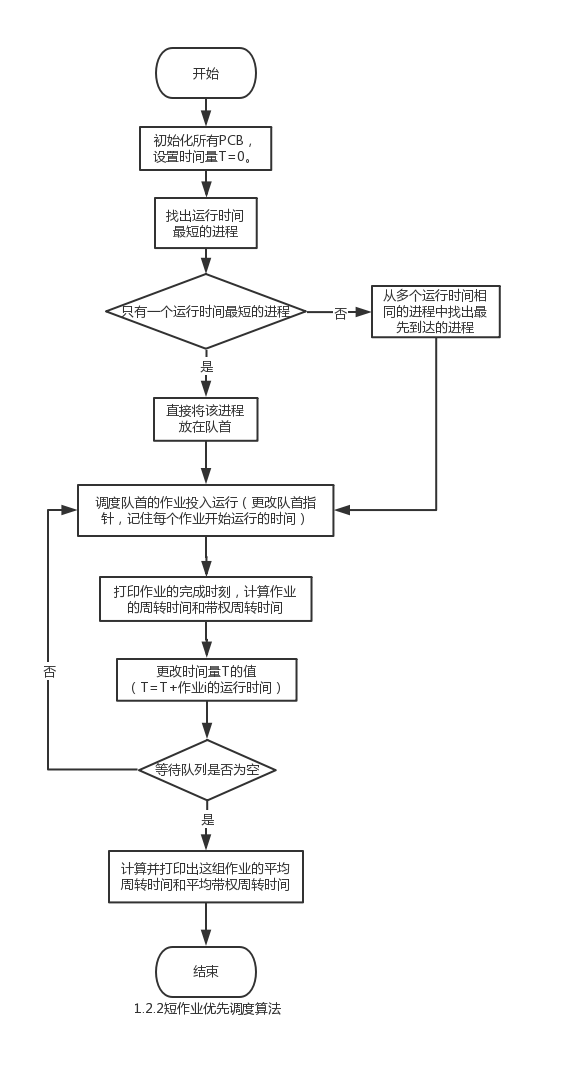 开始
初始化所有PCB，
设置时间量T=0。
找出运行时间
最短的进程
只有一个运行时间最短的进程
否
从多个运行时间相
同的进程中找出最
先到达的进程
是
直接将该进程
放在队首
调度队首的作业投入运行（更改队首指
针，记住每个作业开始运行的时间）
打印作业的完成时刻，计算作业
的周转时间和带权周转时间
否
更改时间量T的值
（T=T+作业i的运行时间）
等待队列是否为空
是
计算并打印出这组作业的平均
周转时间和平均带权周转时间
结束
1.2.2短作业优先调度算法